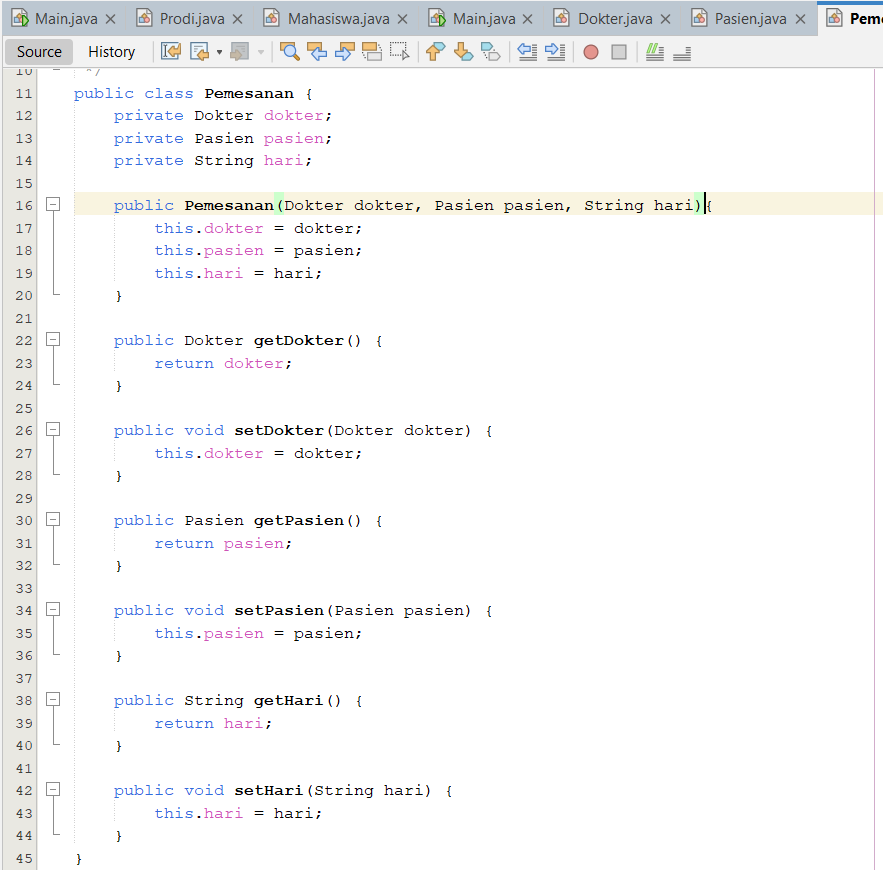 Main.java Prodi.java Mahasiswa.java Main.java Dokter.java Pasien.java Peme
Source History
10 */
11 public class Pemesanan {
12 private Dokter dokter;
13 private Pasien pasien;
14 private String hari;
15
16 public Pemesanan(Dokter dokter, Pasien pasien, String hari){
17 this.dokter = dokter;
18 this.pasien = pasien;
19 this.hari = hari;
20 }
21
22 public Dokter getDokter() {
23 return dokter;
24 }
25
26 public void setDokter(Dokter dokter) {
27 this.dokter = dokter;
28 }
29
30 public Pasien getPasien() {
31 return pasien;
32 }
33
34 public void setPasien(Pasien pasien) {
35 this.pasien = pasien;
36 }
37
38 public String getHari() {
39 return hari;
40 }
41
42 public void setHari(String hari) {
43 this.hari = hari;
44 }
45 }